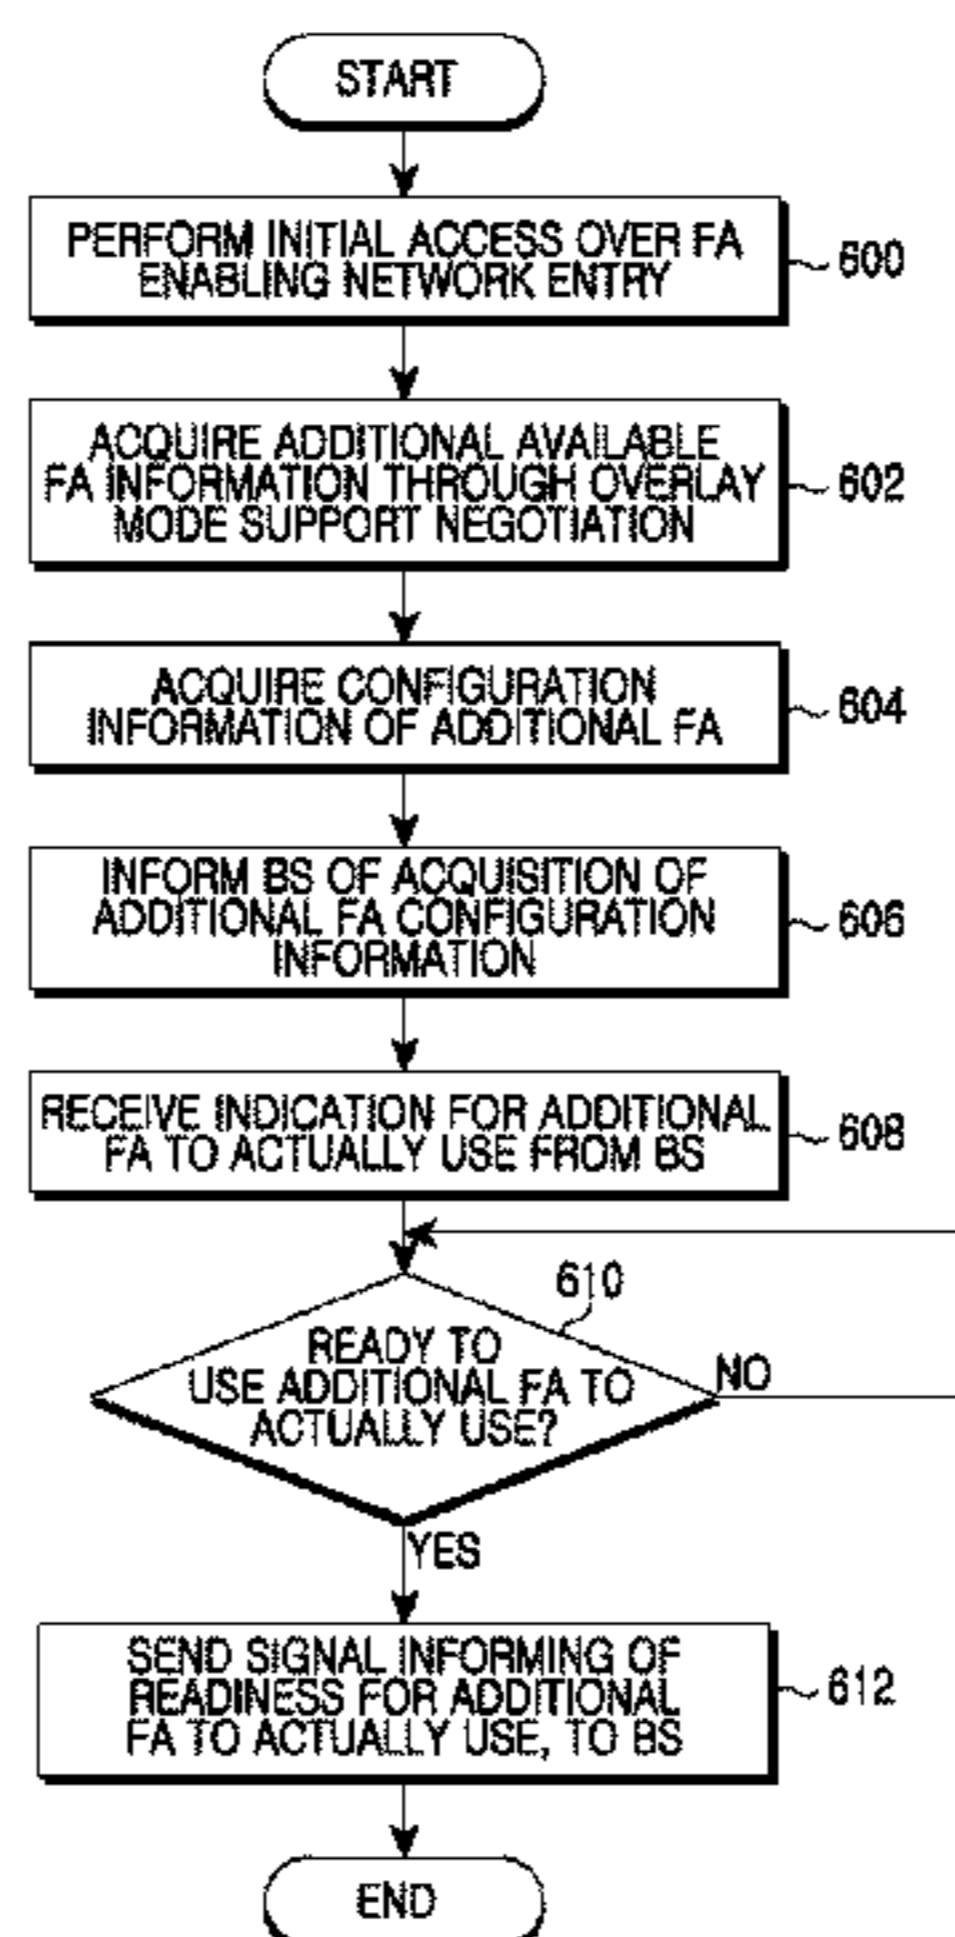 START
PERFORM INITIAL ACCESS OVER FA
ENABLING NETWORK ENTRY
600
ACQUIRE ADDITIONAL AVAILABLE
FA INFORMATION THROUGH OVERLAY
MODE SUPPORT NEGOTIATION
602
ACQUIRE CONFIGURATION
INFORMATION OF ADDITIONAL FA
604
INFORM BS OF ACQUISITION OF
ADDITIONAL FA CONFIGURATION
INFORMATION
606
RECEIVE INDICATION FOR ADDITIONAL
FA TO ACTUALLY USE FROM BS
608
610
READY TO
USE ADDITIONAL FA TO
ACTUALLY USE?
NO
YES
SEND SIGNAL INFORMING OF
READINESS FOR ADDITIONAL
FA TO ACTUALLY USE, TO BS
612
END